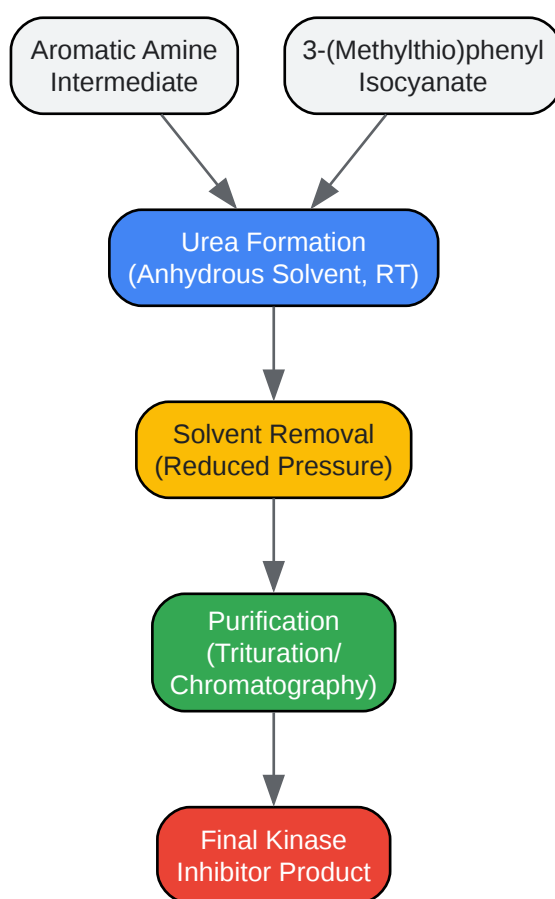 Aromatic Amine
Intermediate
3-(Methylthio)phenyl
Isocyanate
Urea Formation
(Anhydrous Solvent, RT)
Solvent Removal
(Reduced Pressure)
Purification
(Trituration/
Chromatography)
Final Kinase
Inhibitor Product